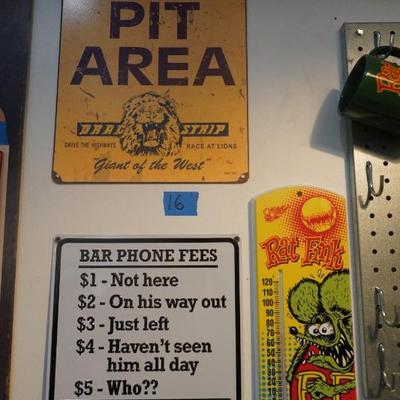 PIT
AREA
DRAG STRIP
DRIVE THE HIGHWAYS RACE AT LIONS
"Giant of the West"
16
BAR PHONE FEES
$1 - Not here
$2 - On his way out
$3 - Just left
$4 - Haven't seen
him all day
$5 - Who??
Rat Fink
120
110
100
90
80
70
60
50
40
30
20
10